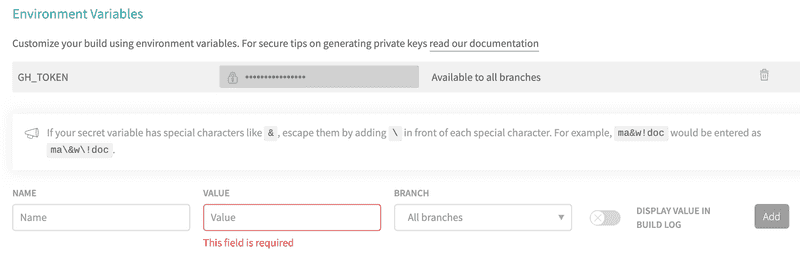 Environment Variables
Customize your build using environment variables. For secure tips on generating private keys read our documentation
GH_TOKEN •••••••••••••••• Available to all branches
If your secret variable has special characters like & , escape them by adding \ in front of each special character. For example, ma&w!doc would be entered as
ma\&w\!doc .
NAME VALUE BRANCH
Name Value All branches DISPLAY VALUE IN BUILD LOG Add
This field is required